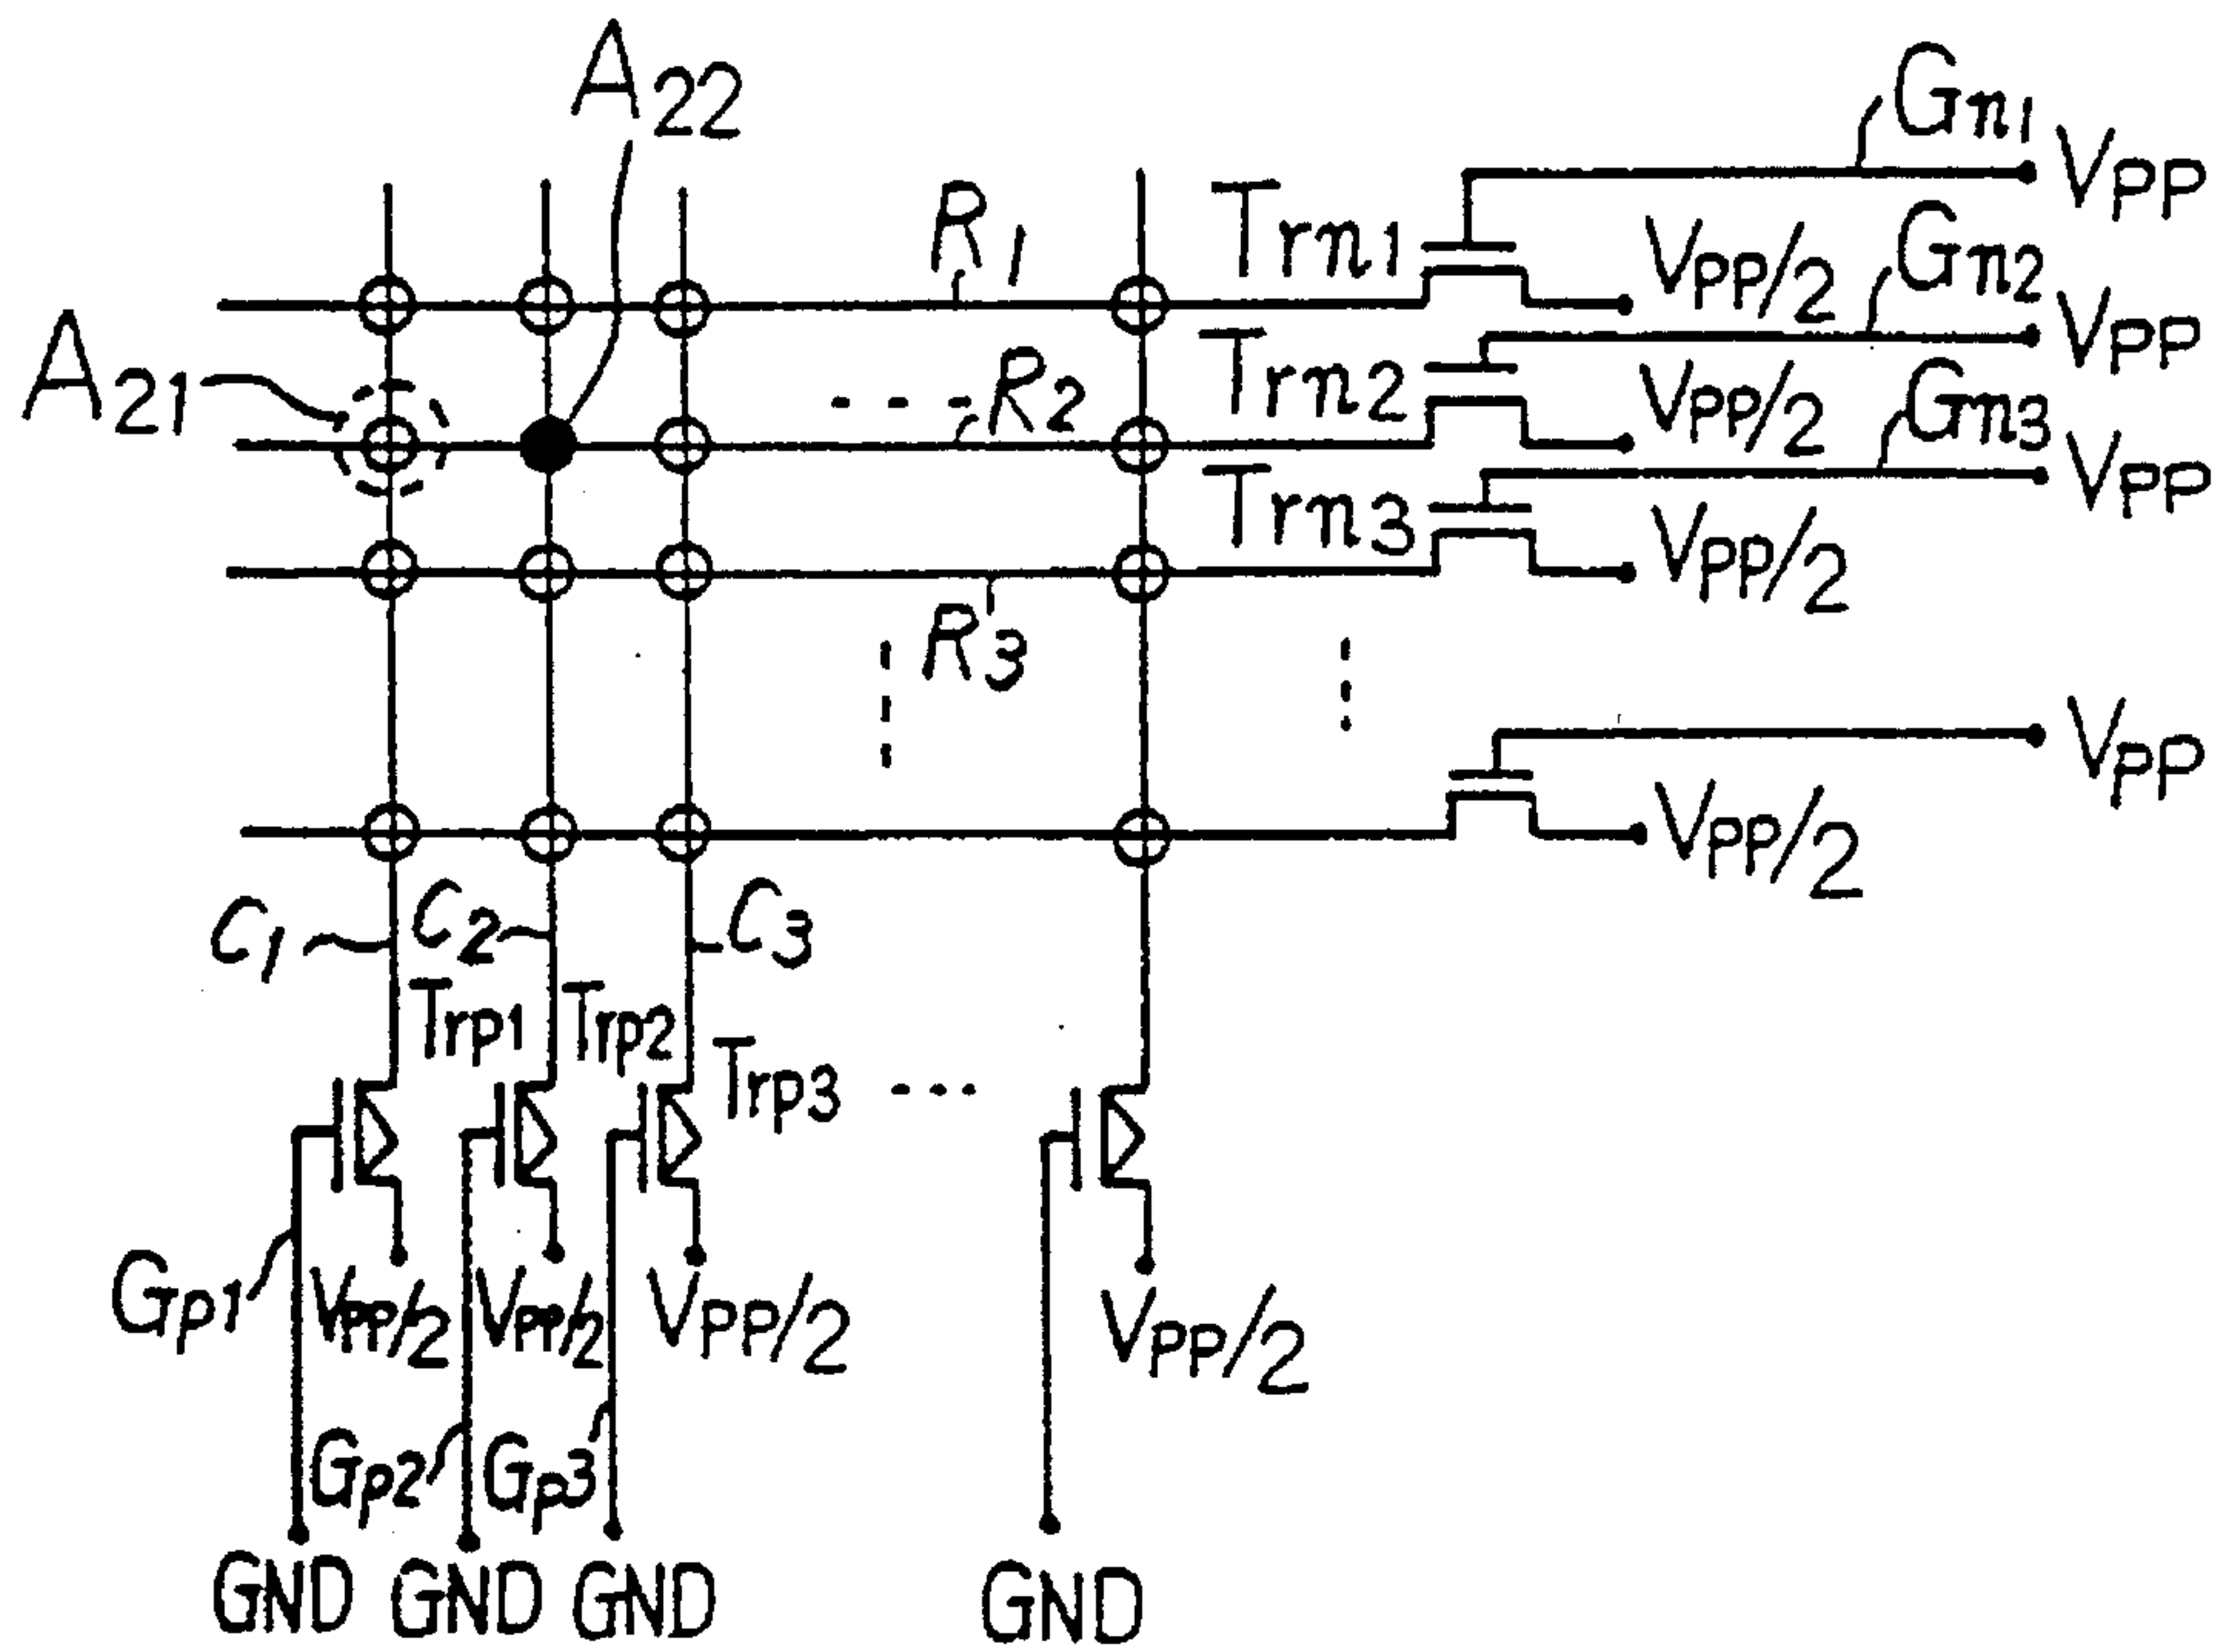 A22
Gn1
VPP
R1
Trn1
VPP/2
Gn2
VPP
A21
R2
Trn2
VPP/2
Gn3
VPP
Trn3
VPP/2
R3
VPP
VPP/2
C1
C2
C3
Trp1
Trp2
Trp3
Gp1
VPP/2
VPP/2
VPP/2
VPP/2
Gp2
Gp3
GND GND GND GND